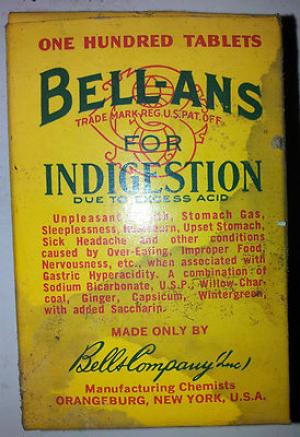 ONE HUNDRED TABLETS
BELL-ANS
TRADE MARK REG. U.S. PAT. OFF.
FOR
INDIGESTION
DUE TO EXCESS ACID
Unpleasant, Stomach Gas,
Sleeplessness, Heartburn, Upset Stomach,
Sick Headache and other conditions
caused by Over-Eating, Improper Food,
Nervousness, etc., when associated with
Gastric Hyperacidity. A combination of
Sodium Bicarbonate, U.S.P., Willow Char-
coal, Ginger, Capsicum, Wintergreen,
with added Saccharin.
MADE ONLY BY
Bell & Company (Inc)
Manufacturing Chemists
ORANGEBURG, NEW YORK, U.S.A.